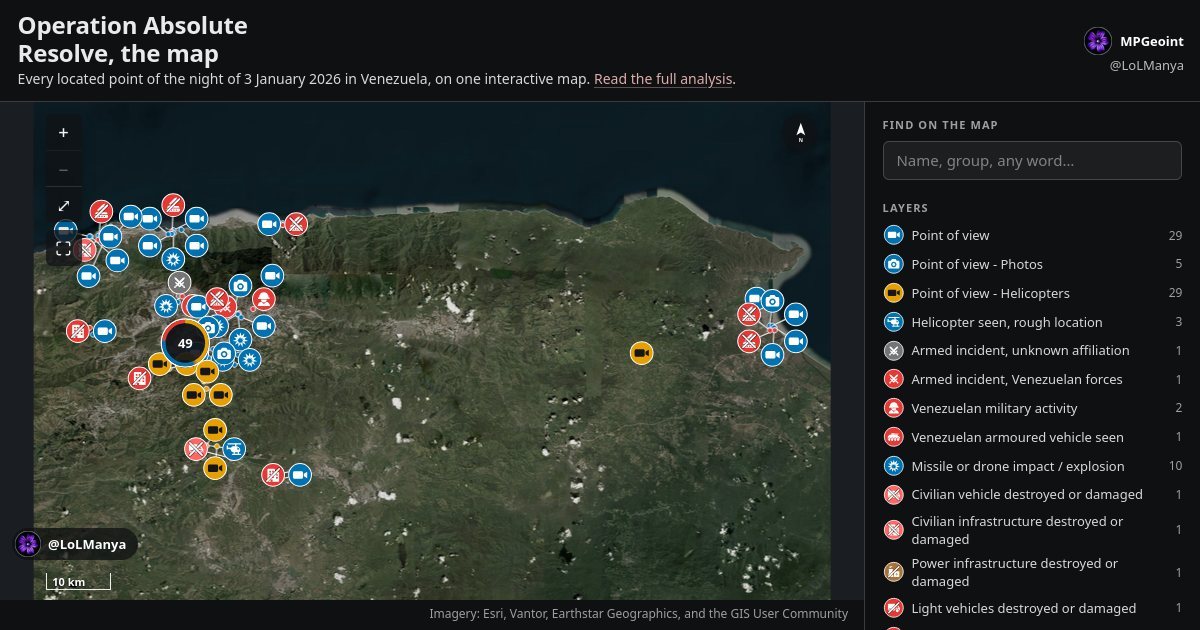 Operation Absolute
Resolve, the map
Every located point of the night of 3 January 2026 in Venezuela, on one interactive map. Read the full analysis.
MPGeoint
@LoLManya
+
−
N
49
@LoLManya
10 km
Imagery: Esri, Vantor, Earthstar Geographics, and the GIS User Community
FIND ON THE MAP
Name, group, any word...
LAYERS
Point of view 29
Point of view - Photos 5
Point of view - Helicopters 29
Helicopter seen, rough location 3
Armed incident, unknown affiliation 1
Armed incident, Venezuelan forces 1
Venezuelan military activity 2
Venezuelan armoured vehicle seen 1
Missile or drone impact / explosion 10
Civilian vehicle destroyed or damaged 1
Civilian infrastructure destroyed or
damaged 1
Power infrastructure destroyed or
damaged 1
Light vehicles destroyed or damaged 1